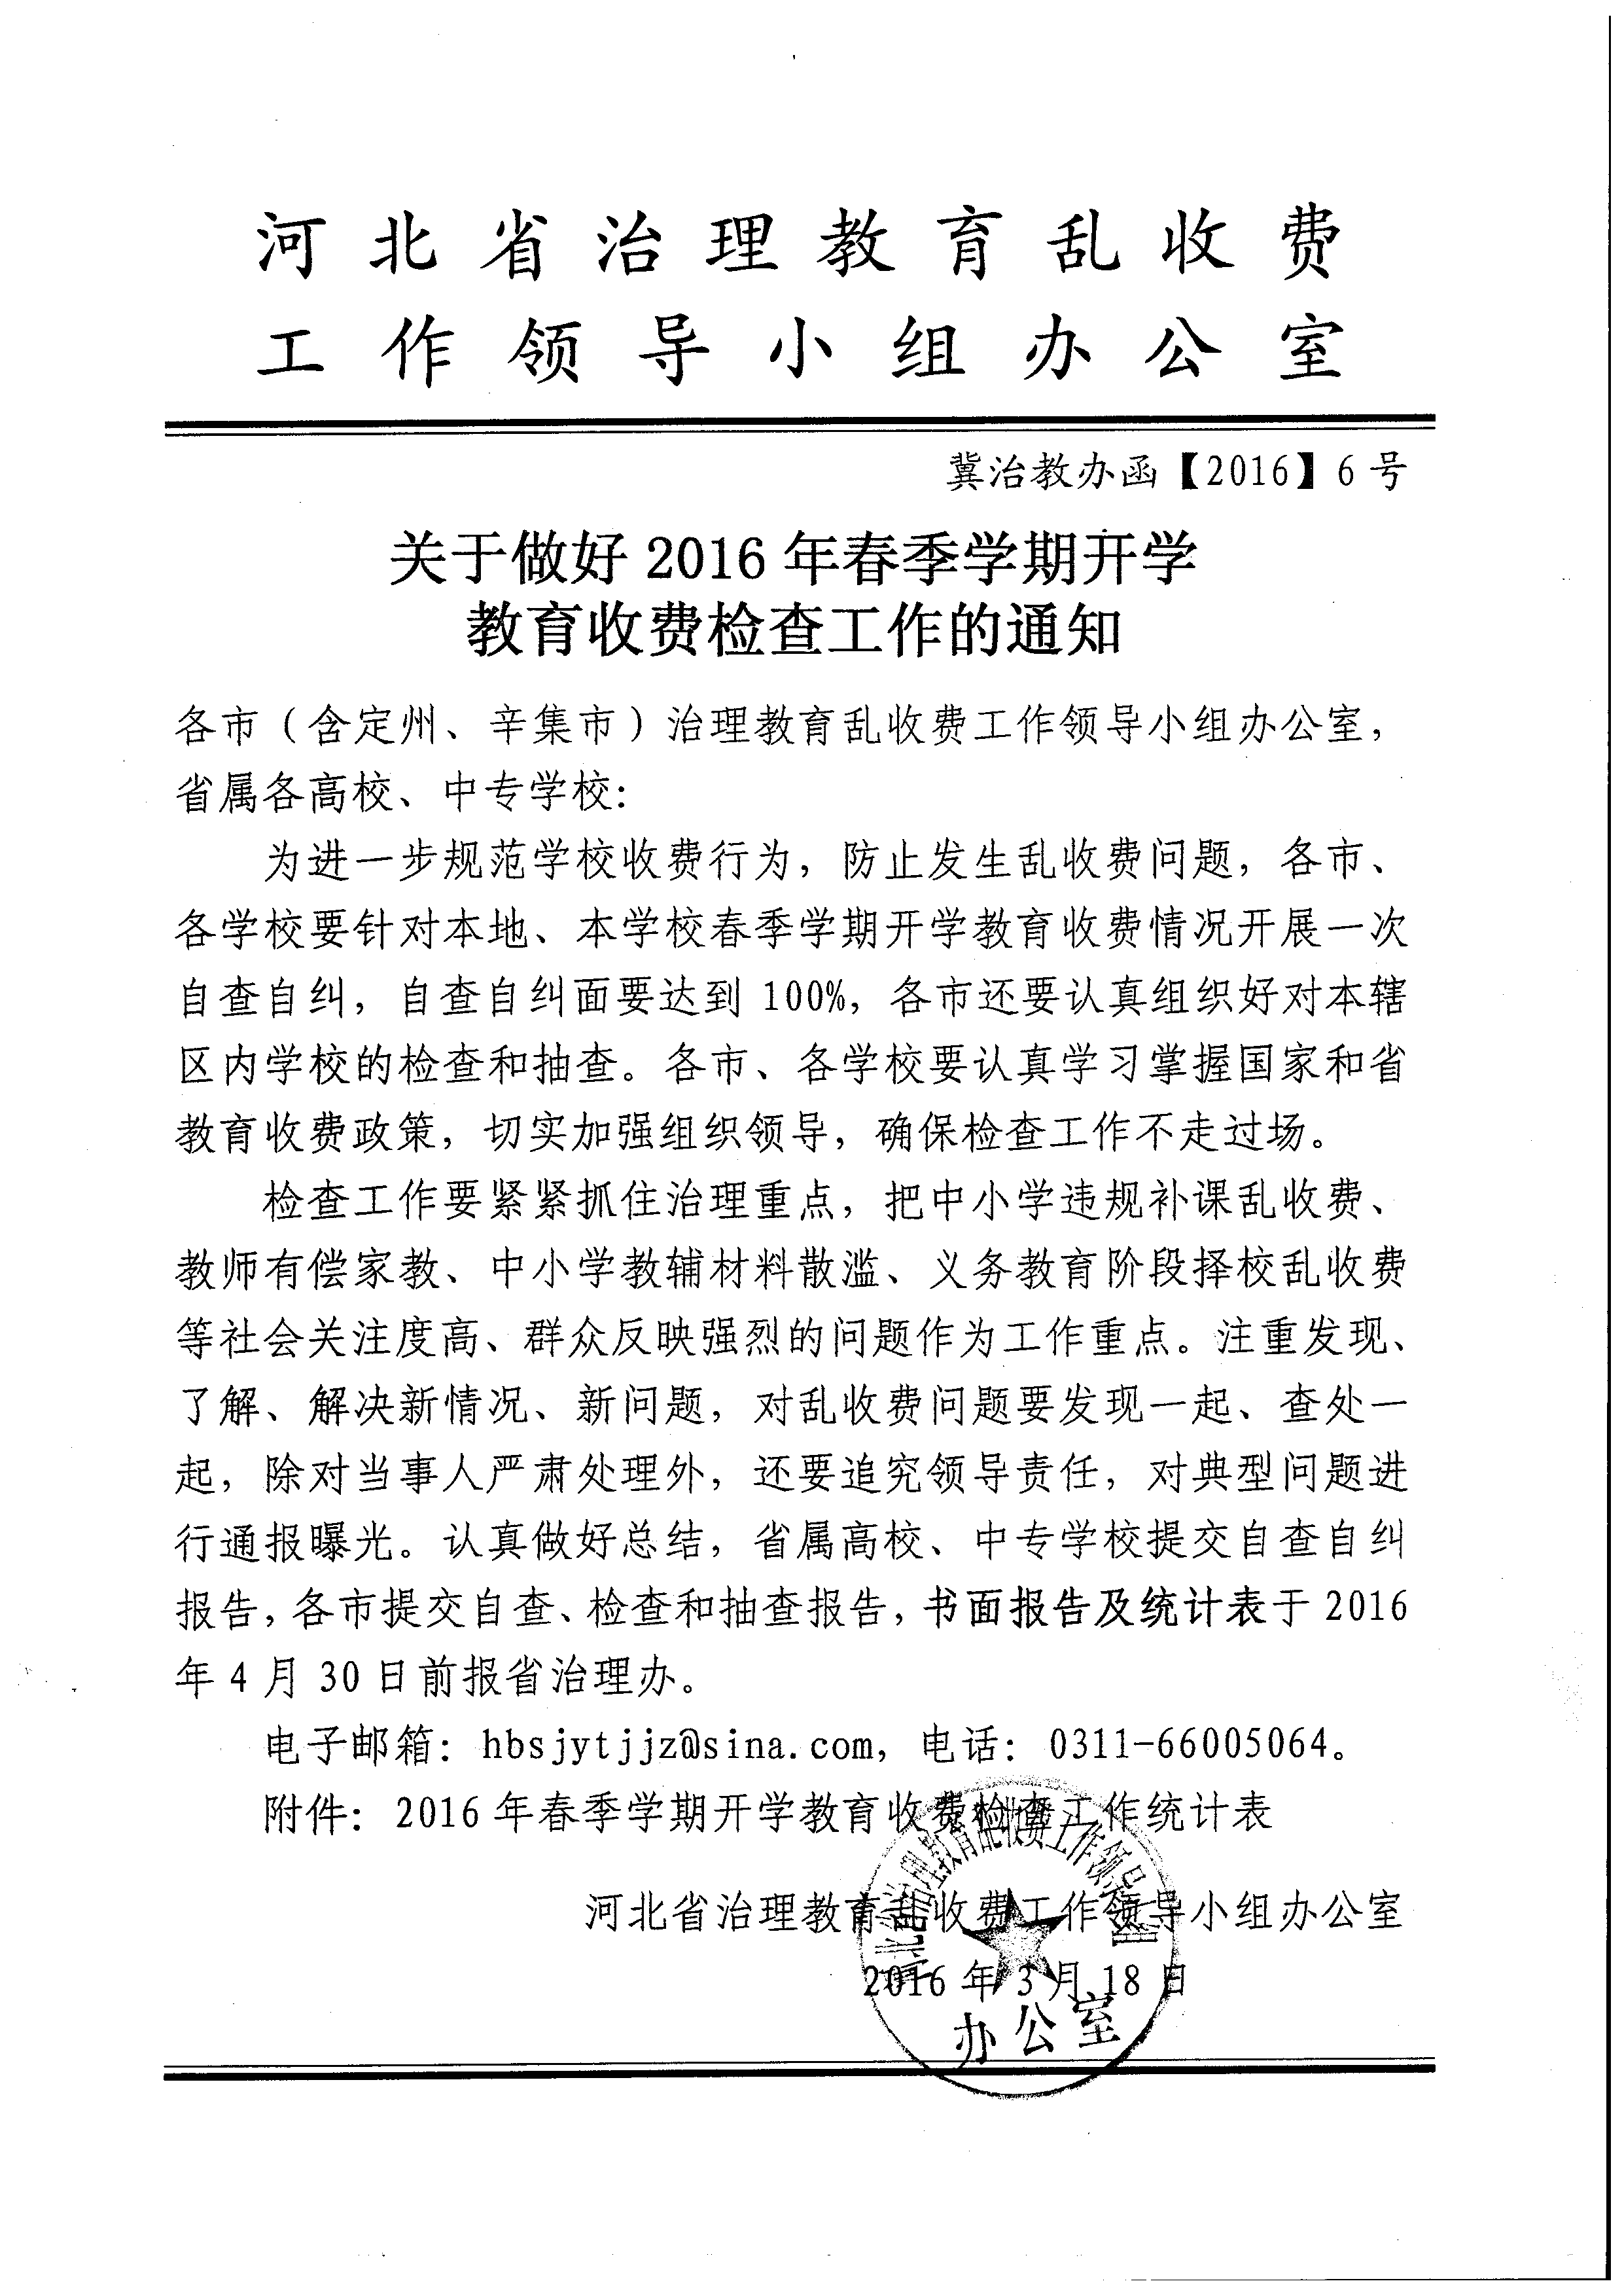 河北省治理教育乱收费
工作领导小组办公室
冀治教办函【2016】6号
关于做好2016年春季学期开学
教育收费检查工作的通知
各市（含定州、辛集市）治理教育乱收费工作领导小组办公室，
省属各高校、中专学校：
为进一步规范学校收费行为，防止发生乱收费问题，各市、
各学校要针对本地、本学校春季学期开学教育收费情况开展一次
自查自纠，自查自纠面要达到100%，各市还要认真组织好对本辖
区内学校的检查和抽查。各市、各学校要认真学习掌握国家和省
教育收费政策，切实加强组织领导，确保检查工作不走过场。
检查工作要紧紧抓住治理重点，把中小学违规补课乱收费、
教师有偿家教、中小学教辅材料散滥、义务教育阶段择校乱收费
等社会关注度高、群众反映强烈的问题作为工作重点。注重发现、
了解、解决新情况、新问题，对乱收费问题要发现一起、查处一
起，除对当事人严肃处理外，还要追究领导责任，对典型问题进
行通报曝光。认真做好总结，省属高校、中专学校提交自查自纠
报告，各市提交自查、检查和抽查报告，书面报告及统计表于2016
年4月30日前报省治理办。
电子邮箱：hbsjytjjz@sina.com，电话：0311-66005064。
附件：2016年春季学期开学教育收费检查工作统计表
河北省治理教育乱收费工作领导小组办公室
2016年3月18日
河北省治理教育乱收费工作领导小组
办公室